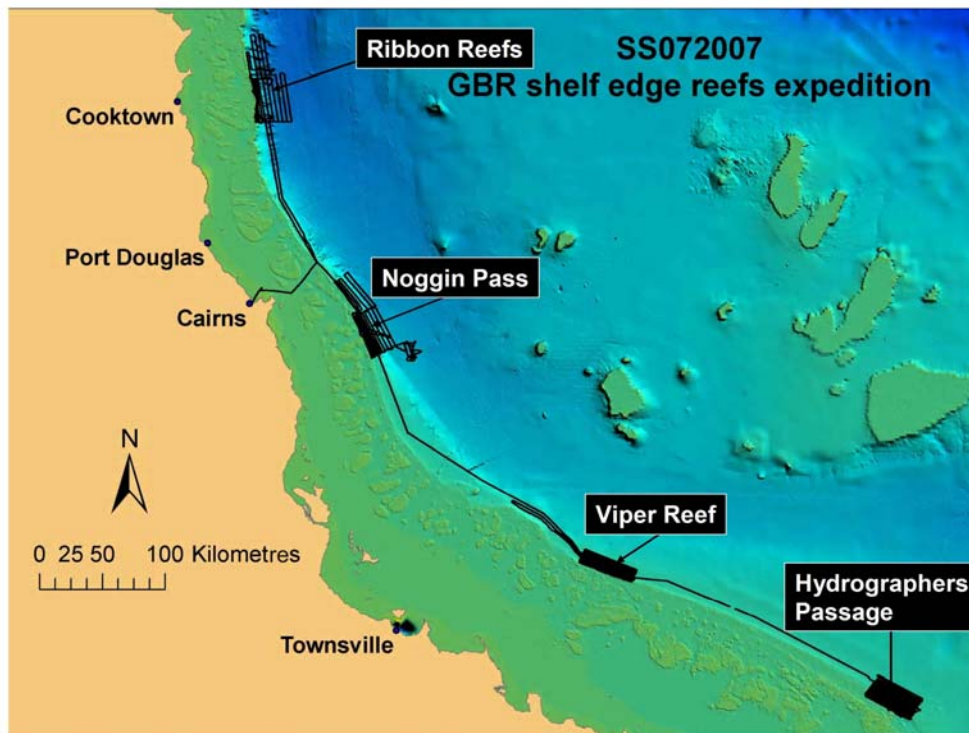 SS072007
GBR shelf edge reefs expedition
Ribbon Reefs
Cooktown
Port Douglas
Noggin Pass
Cairns
N
0 25 50 100 Kilometres
Viper Reef
Hydrographers
Passage
Townsville